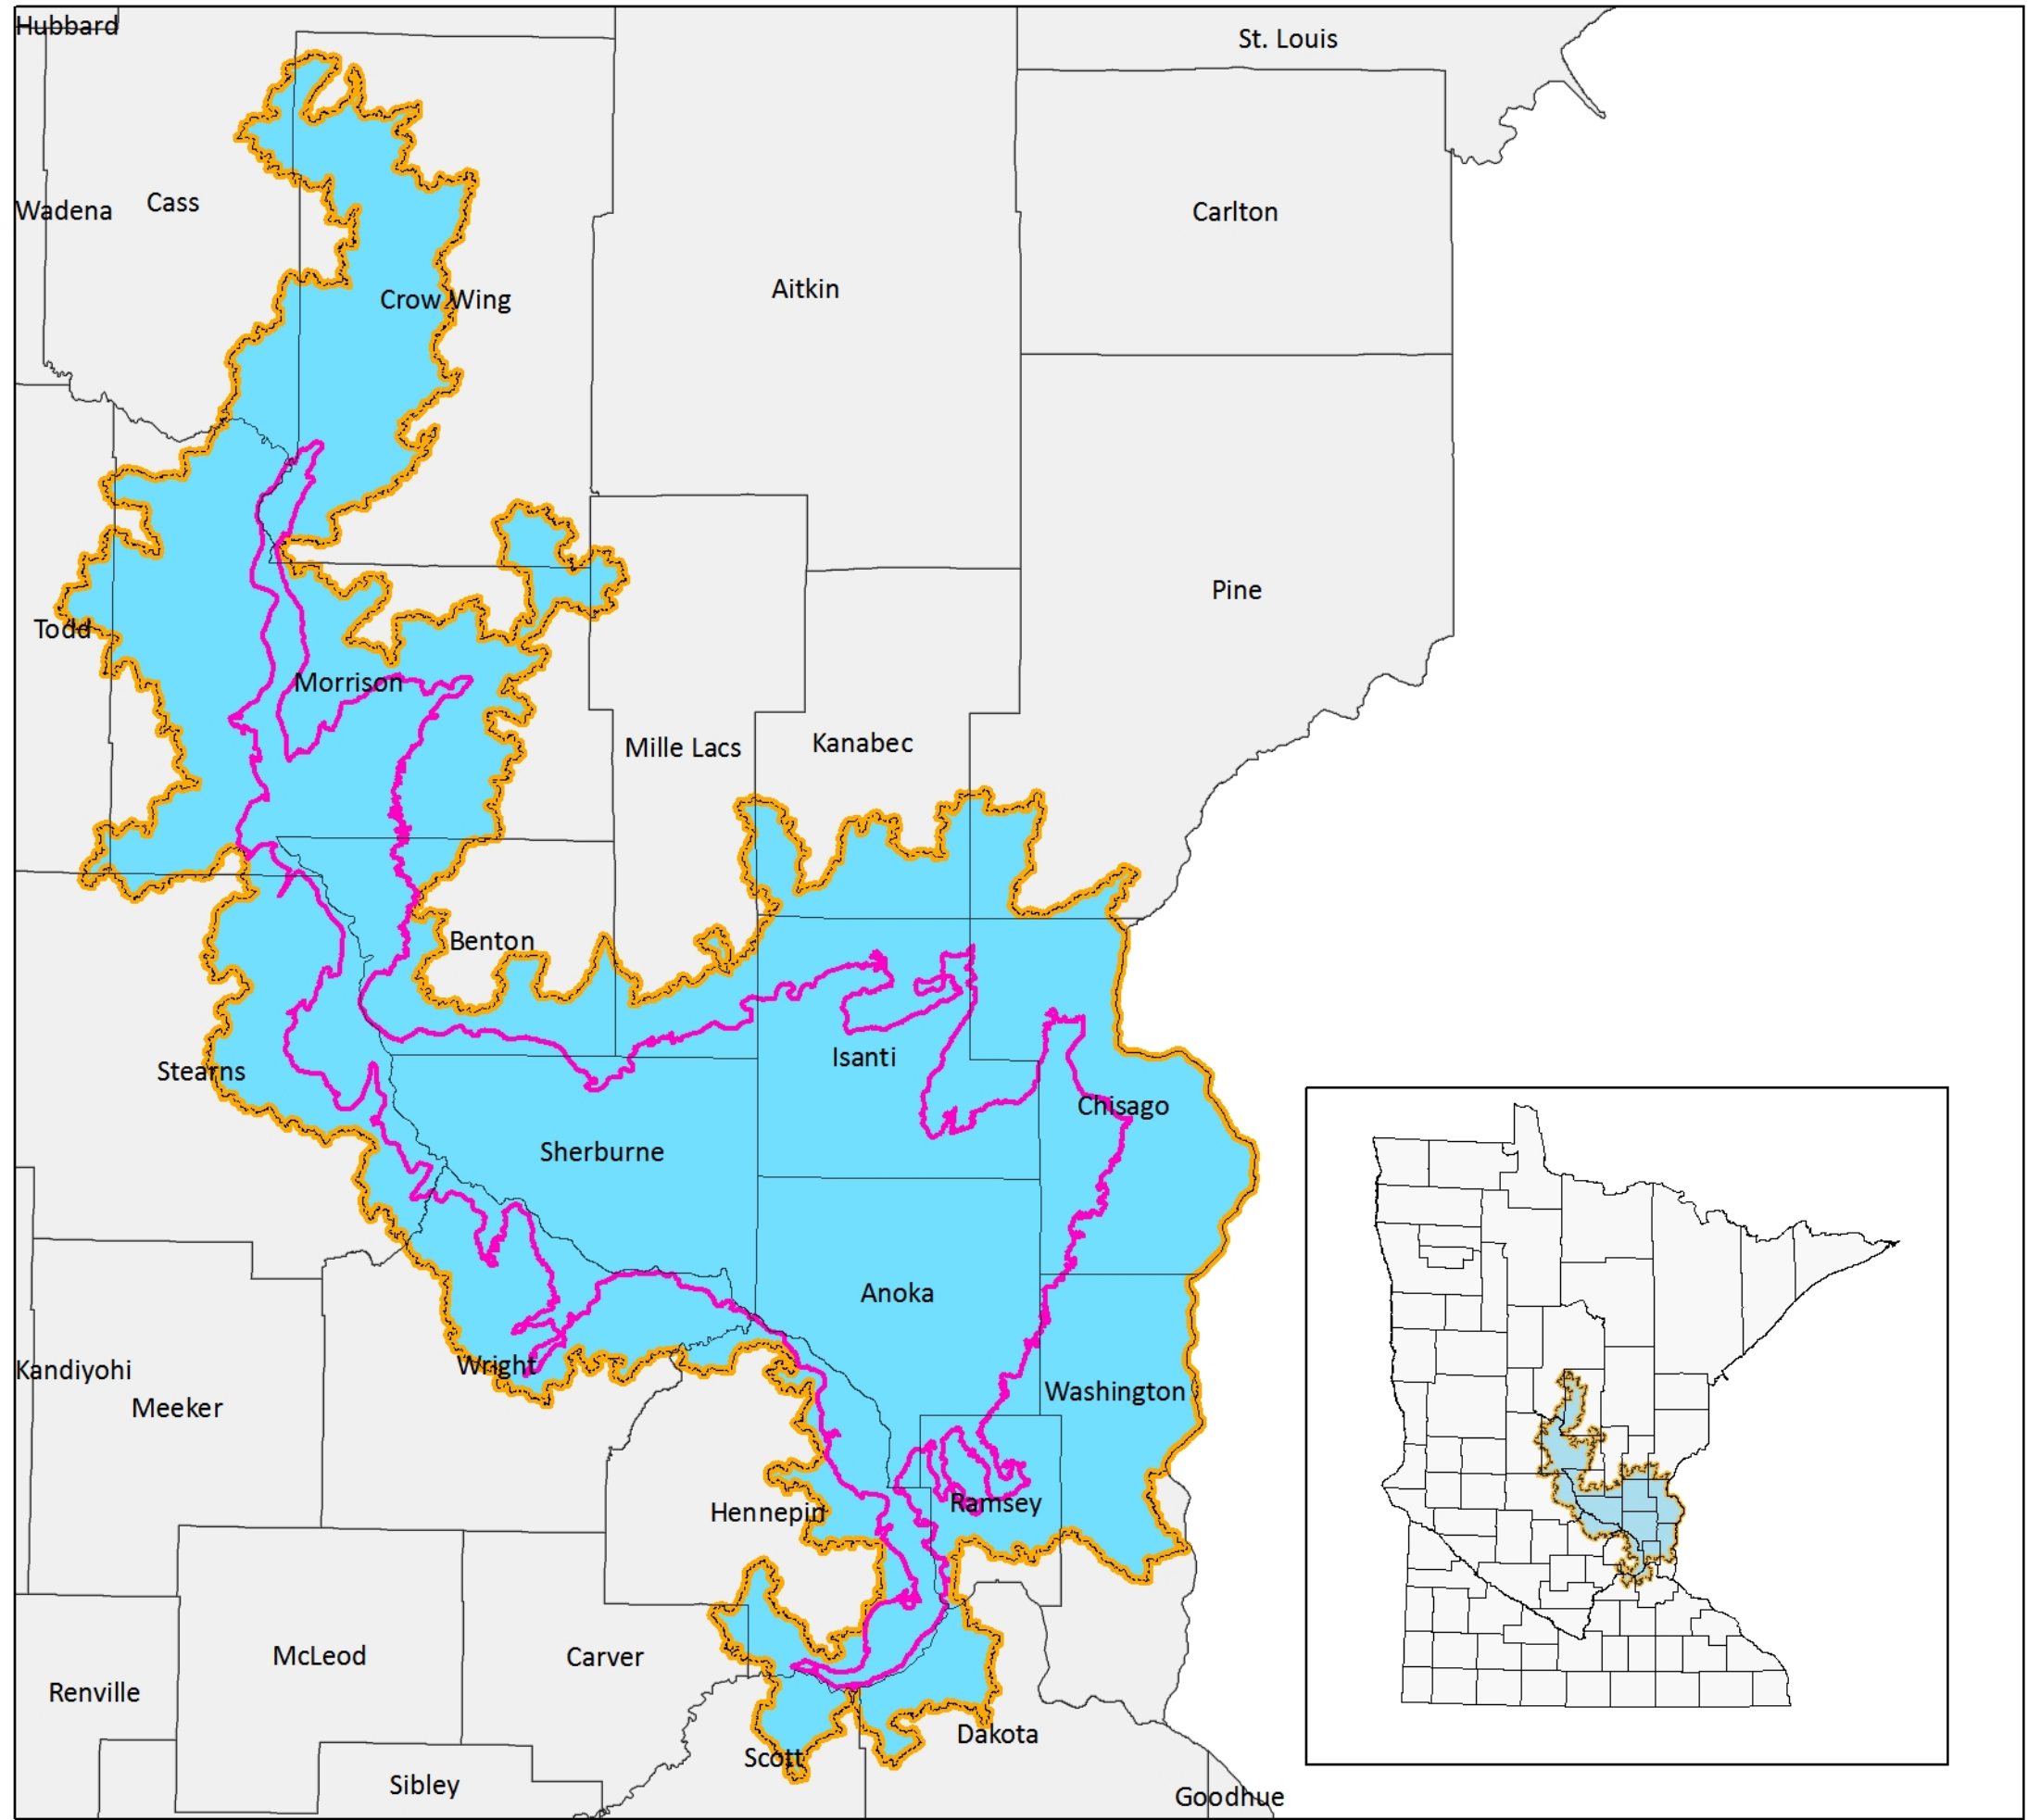 Hubbard
St. Louis
Wadena
Cass
Carlton
Crow Wing
Aitkin
Pine
Todd
Morrison
Mille Lacs
Kanabec
Benton
Isanti
Stearns
Chisago
Sherburne
Anoka
Wright
Kandiyohi
Washington
Meeker
Hennepin
Ramsey
McLeod
Carver
Renville
Dakota
Scott
Sibley
Goodhue